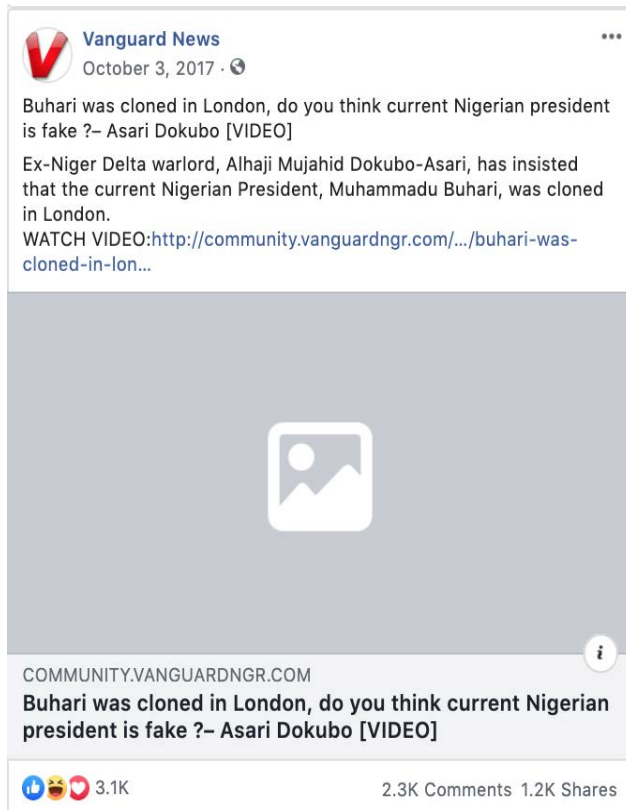 Vanguard News
October 3, 2017 ·
Buhari was cloned in London, do you think current Nigerian president
is fake ?– Asari Dokubo [VIDEO]
Ex-Niger Delta warlord, Alhaji Mujahid Dokubo-Asari, has insisted
that the current Nigerian President, Muhammadu Buhari, was cloned
in London.
WATCH VIDEO:http://community.vanguardngr.com/.../buhari-was-
cloned-in-lon...
i
COMMUNITY.VANGUARDNGR.COM
Buhari was cloned in London, do you think current Nigerian
president is fake ?– Asari Dokubo [VIDEO]
3.1K 2.3K Comments 1.2K Shares